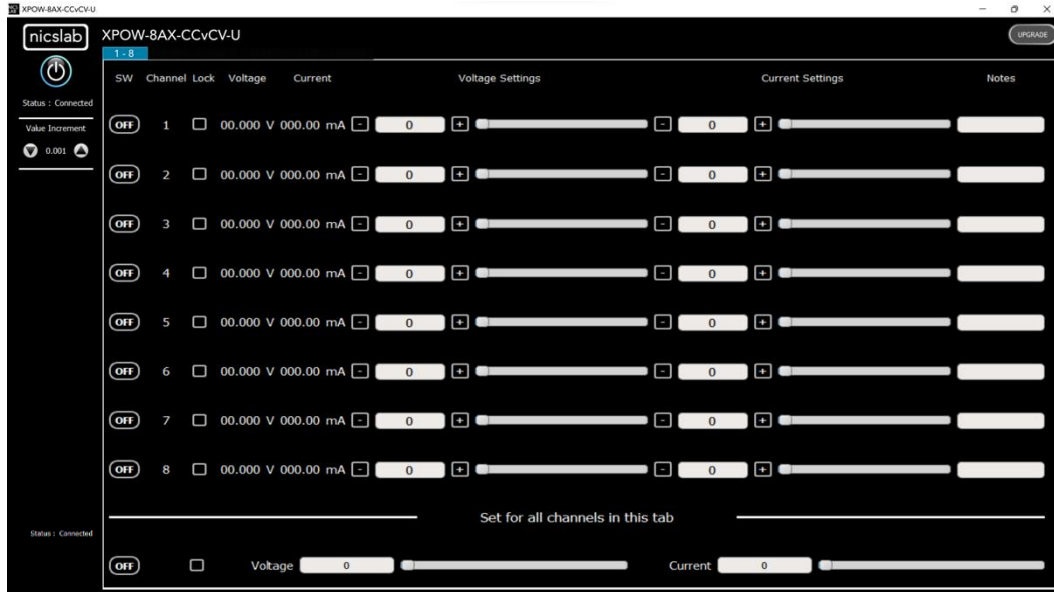 XPOW-8AX-CCvCV-U
nicslab
XPOW-8AX-CCvCV-U
UPGRADE
1 - 8
SW Channel Lock Voltage Current Voltage Settings Current Settings Notes
Status : Connected
Value Increment
0.001
OFF 1 00.000 V 000.00 mA - 0 + - 0 +
OFF 2 00.000 V 000.00 mA - 0 + - 0 +
OFF 3 00.000 V 000.00 mA - 0 + - 0 +
OFF 4 00.000 V 000.00 mA - 0 + - 0 +
OFF 5 00.000 V 000.00 mA - 0 + - 0 +
OFF 6 00.000 V 000.00 mA - 0 + - 0 +
OFF 7 00.000 V 000.00 mA - 0 + - 0 +
OFF 8 00.000 V 000.00 mA - 0 + - 0 +
Set for all channels in this tab
Status : Connected
OFF Voltage 0 Current 0